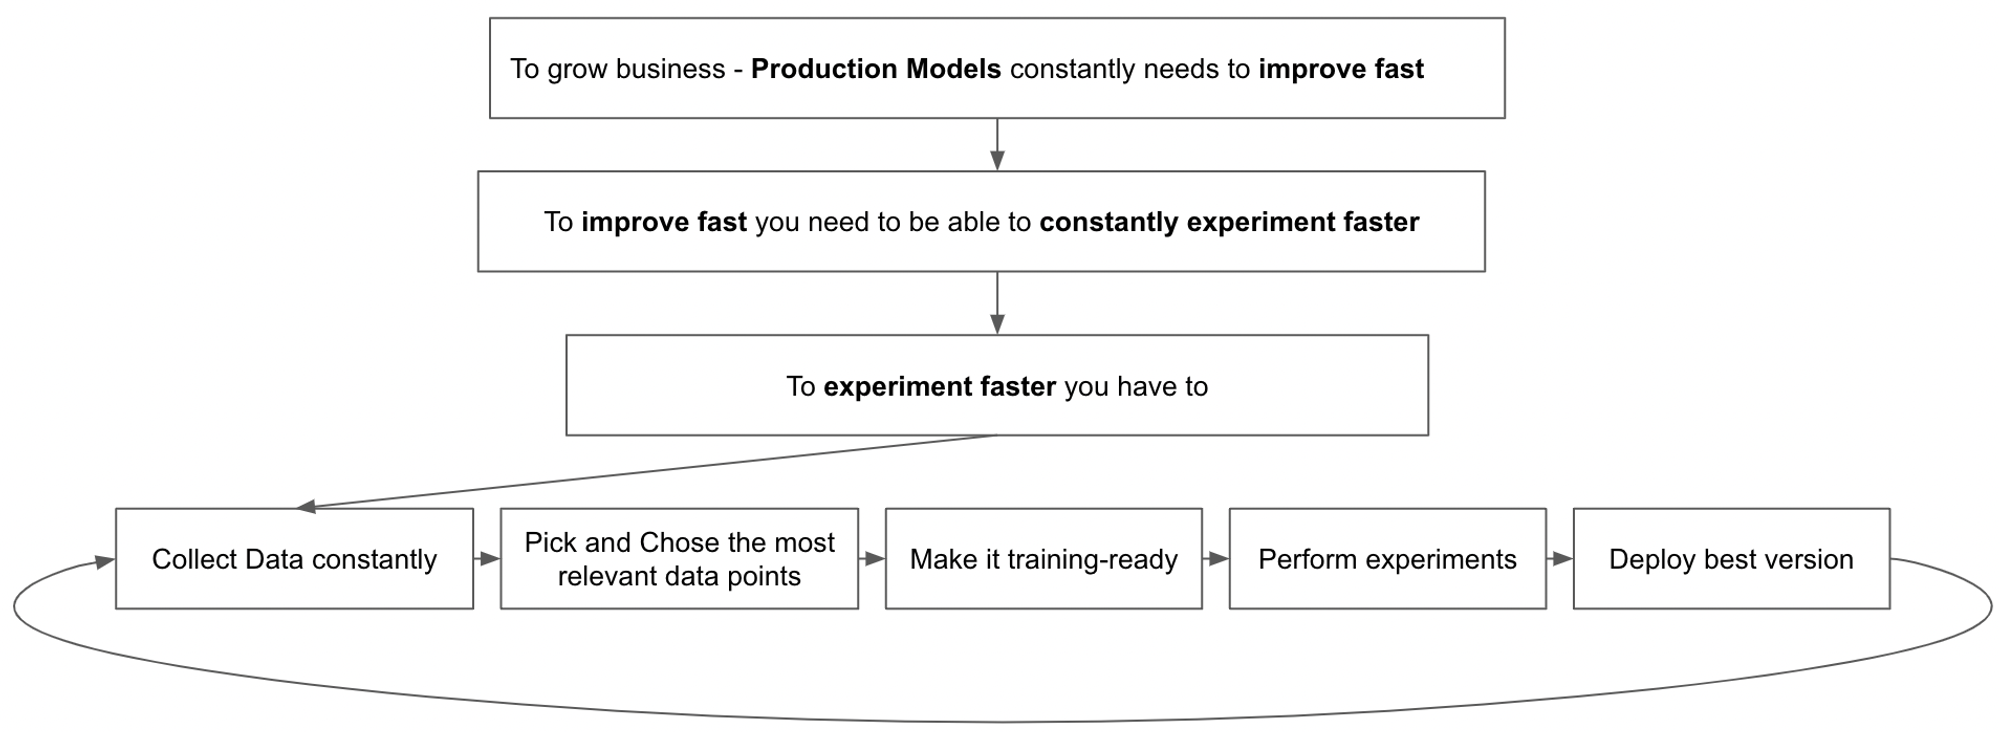 To grow business - Production Models constantly needs to improve fast
To improve fast you need to be able to constantly experiment faster
To experiment faster you have to
Collect Data constantly
Pick and Chose the most
relevant data points
Make it training-ready
Perform experiments
Deploy best version